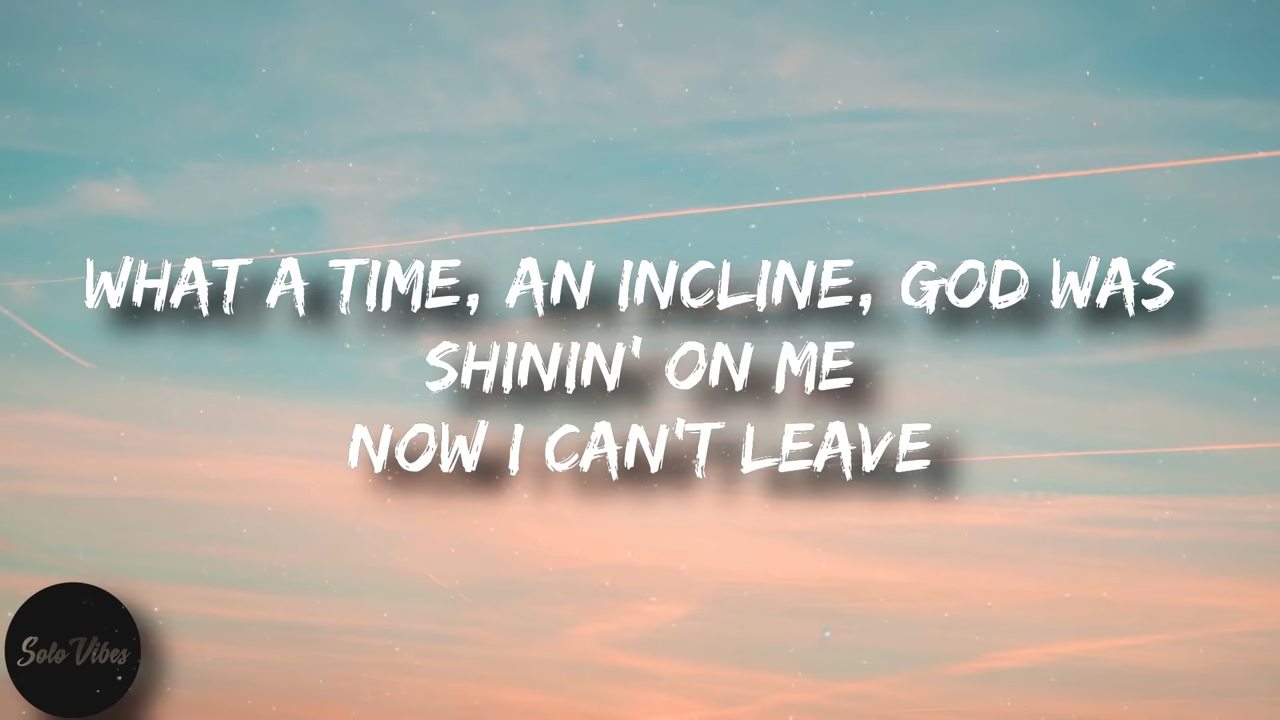 WHAT A TIME, AN INCLINE, GOD WAS
SHININ' ON ME
NOW I CAN'T LEAVE
Solo Vibes